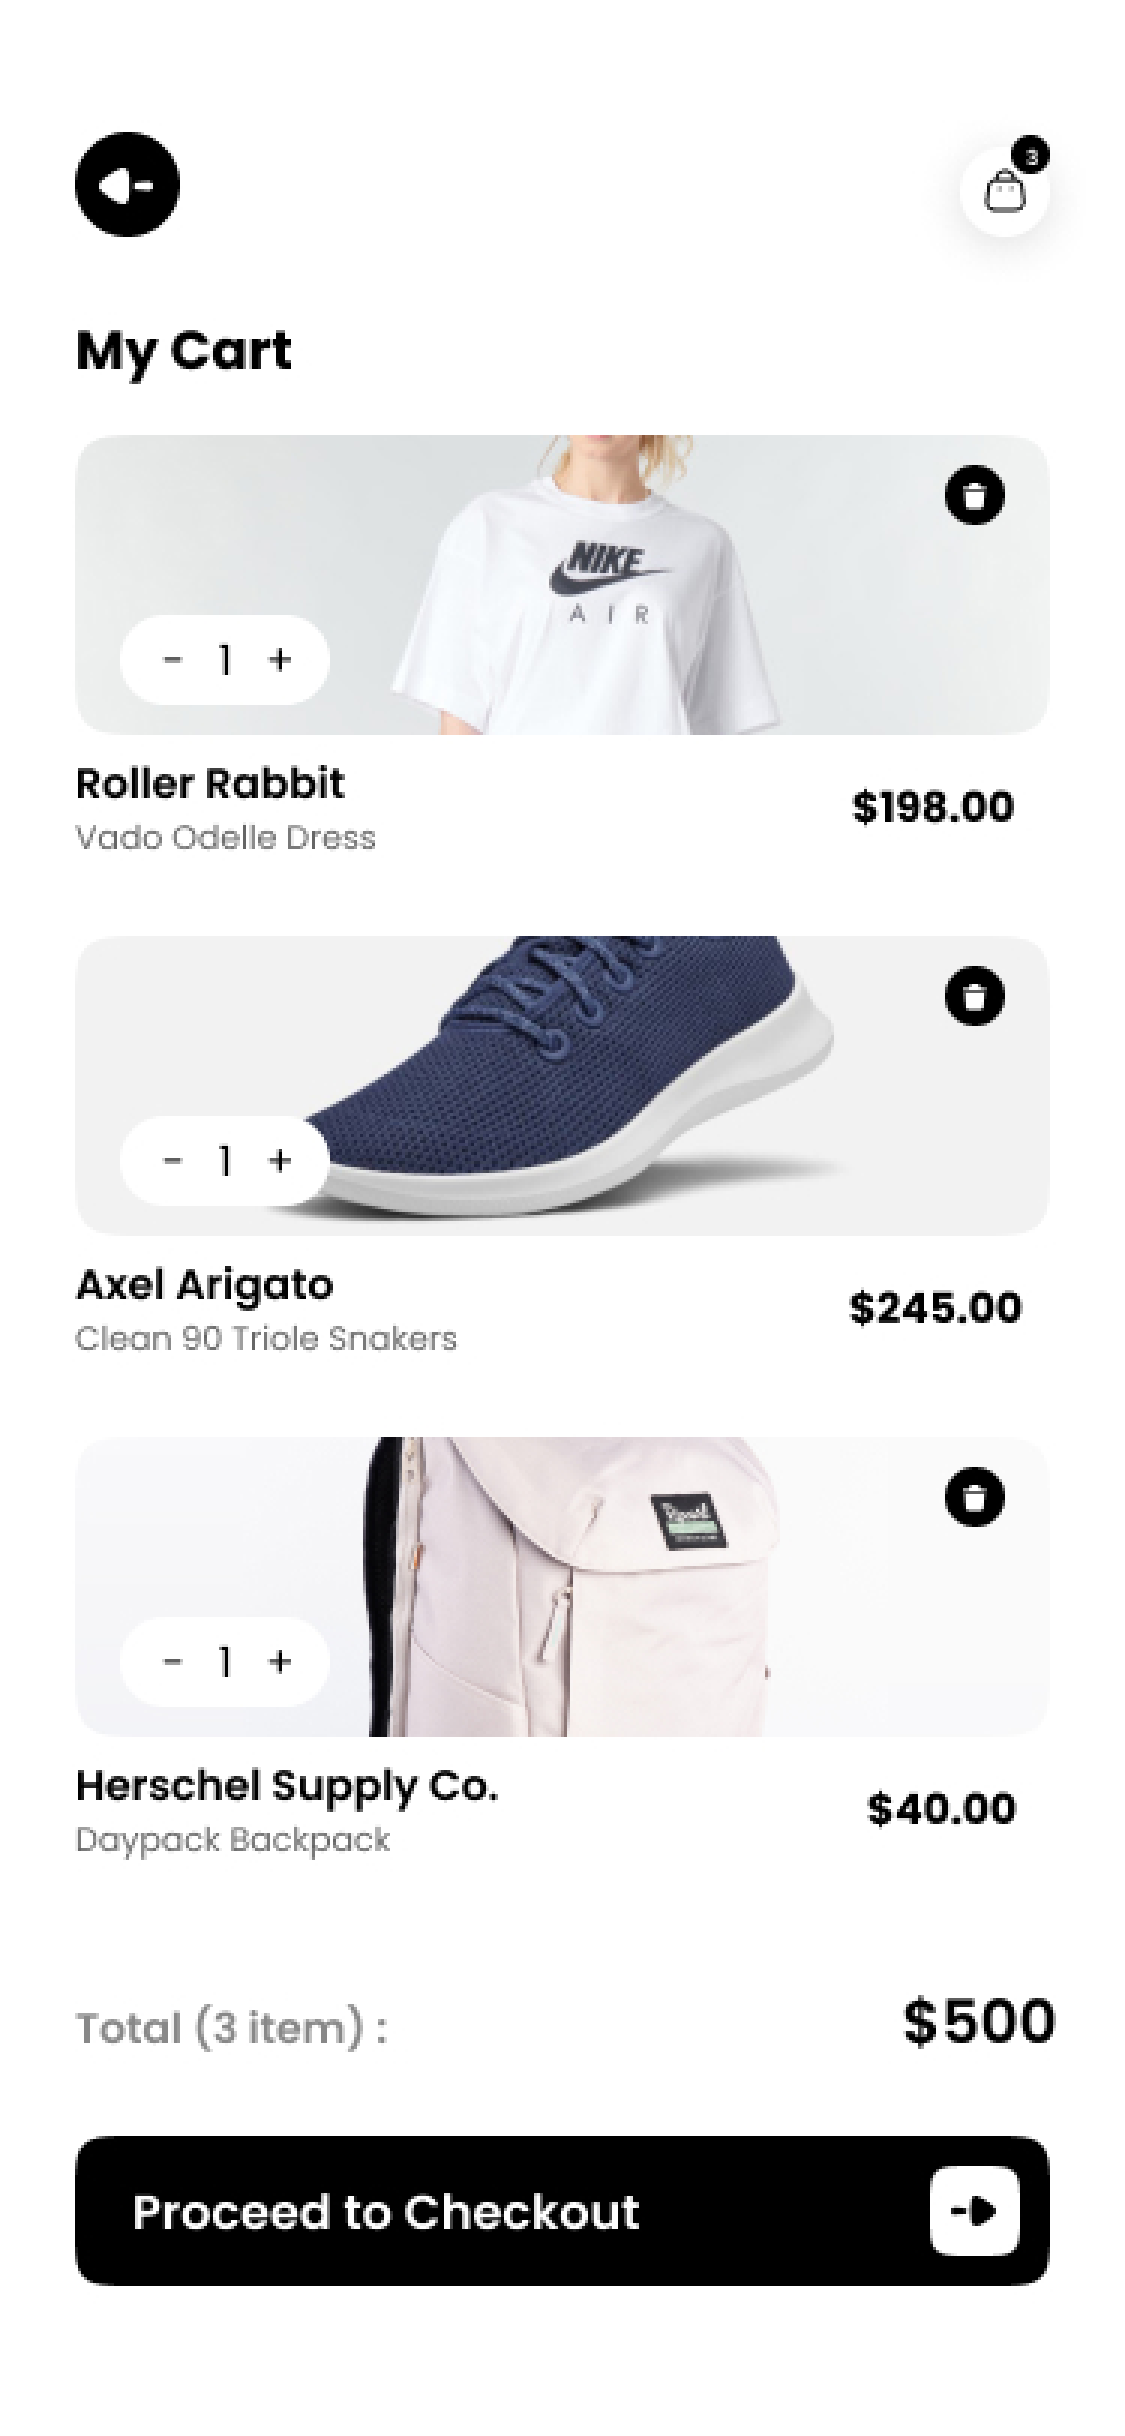 3
My Cart
NIKE
AIR
- 1 +
Roller Rabbit
Vado Odelle Dress
$198.00
- 1 +
Axel Arigato
Clean 90 Triole Snakers
$245.00
- 1 +
Herschel Supply Co.
Daypack Backpack
$40.00
Total (3 item) :
$500
Proceed to Checkout